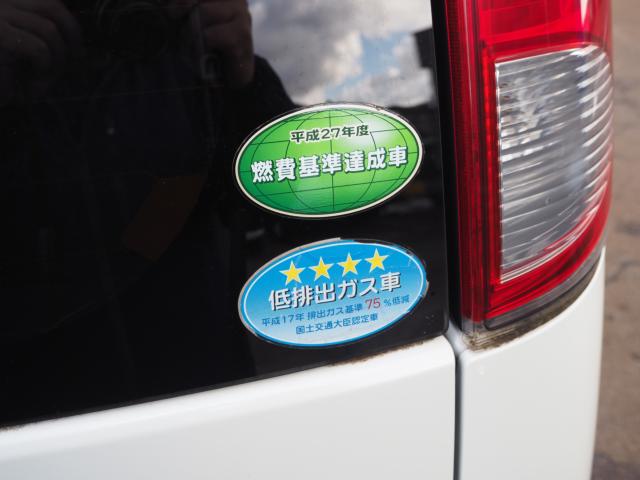 平成27年度
燃費基準達成車
低排出ガス車
平成17年 排出ガス基準 75 %低減
国土交通大臣認定車